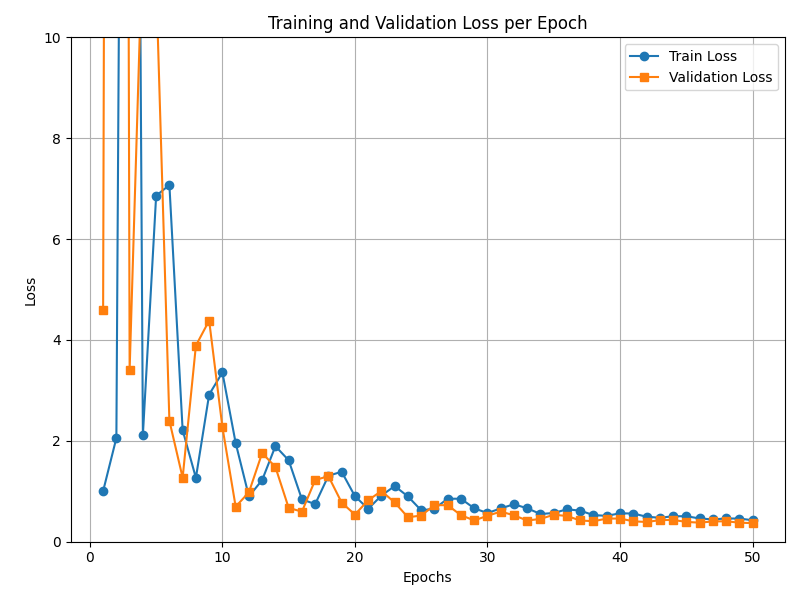 Training and Validation Loss per Epoch
Train Loss
Validation Loss
10
8
6
4
2
0
Loss
0 10 20 30 40 50
Epochs